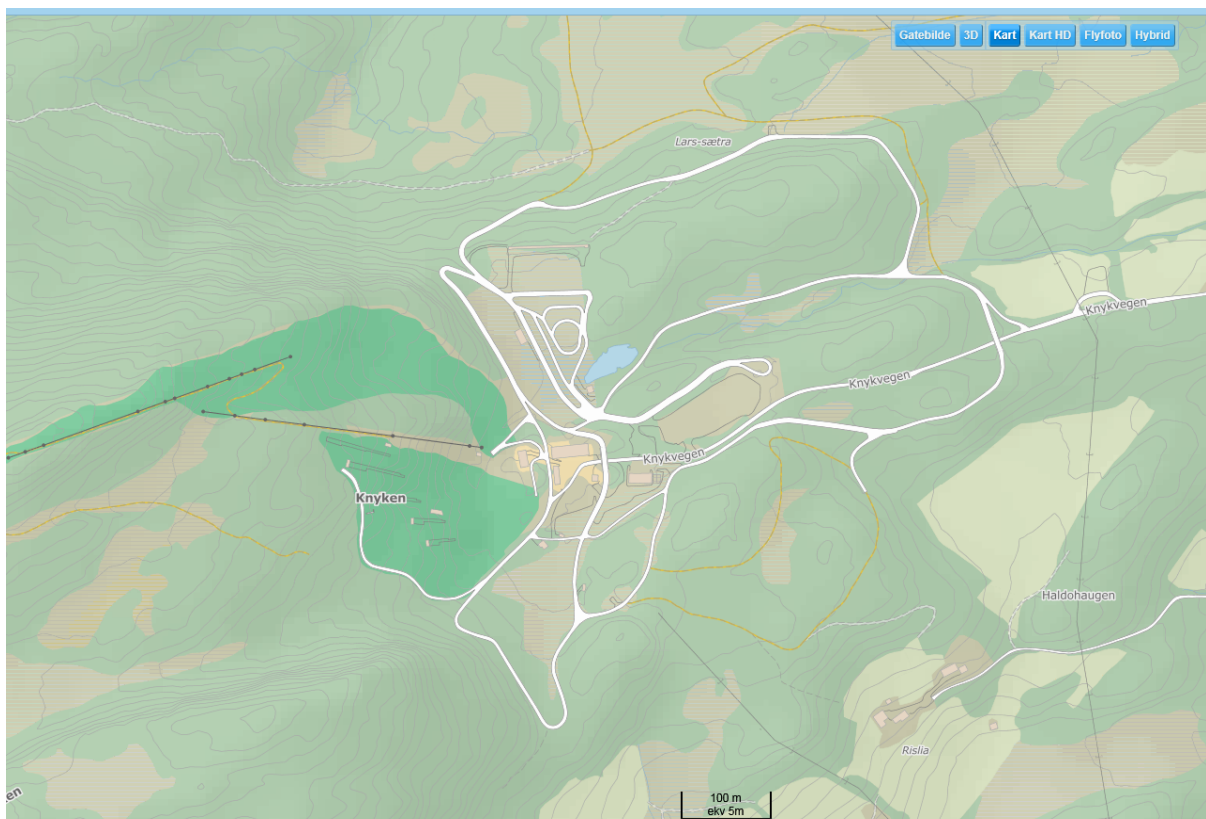 Gatebilde 3D Kart Kart HD Flyfoto Hybrid
Lars-sætra
Knykvegen
Knykvegen
Knykvegen
Knyken
Haldohaugen
Rislia
100 m
ekv 5m